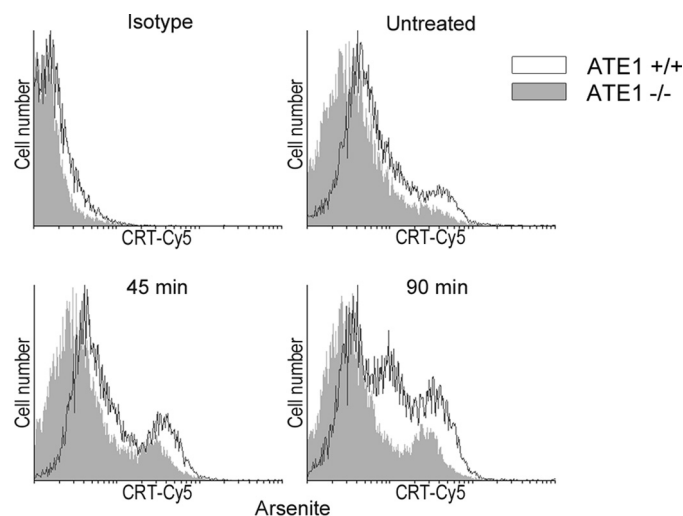 Isotype
Untreated
ATE1 +/+
ATE1 -/-
Cell number
Cell number
CRT-Cy5
CRT-Cy5
45 min
90 min
Cell number
Cell number
CRT-Cy5
CRT-Cy5
Arsenite